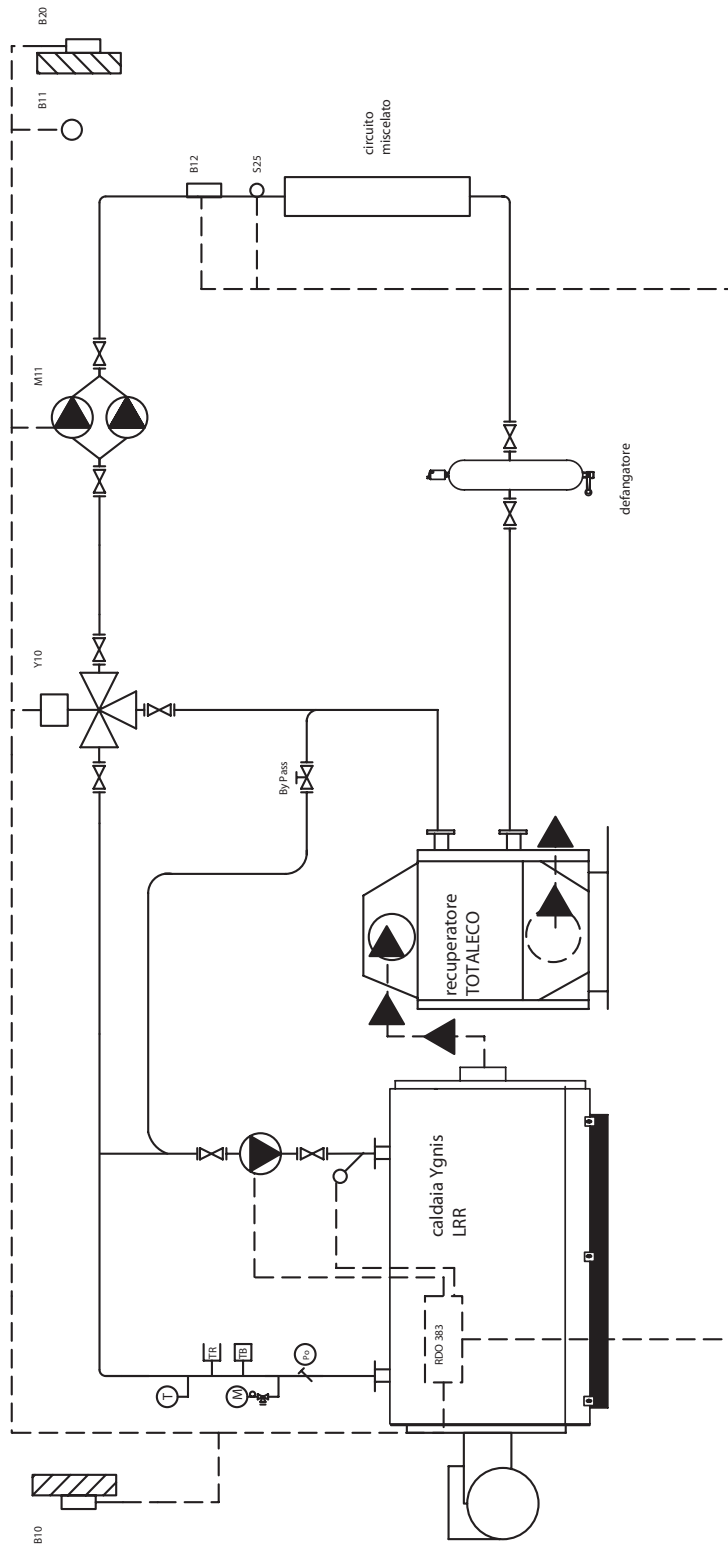 B20
B11
B12
S25
circuito
miscelato
M11
defangatore
Y10
By Pass
recuperatore
TOTALECO
caldaia Ygnis
LRR
RDO 383
TR
TB
T
M
Po
B10